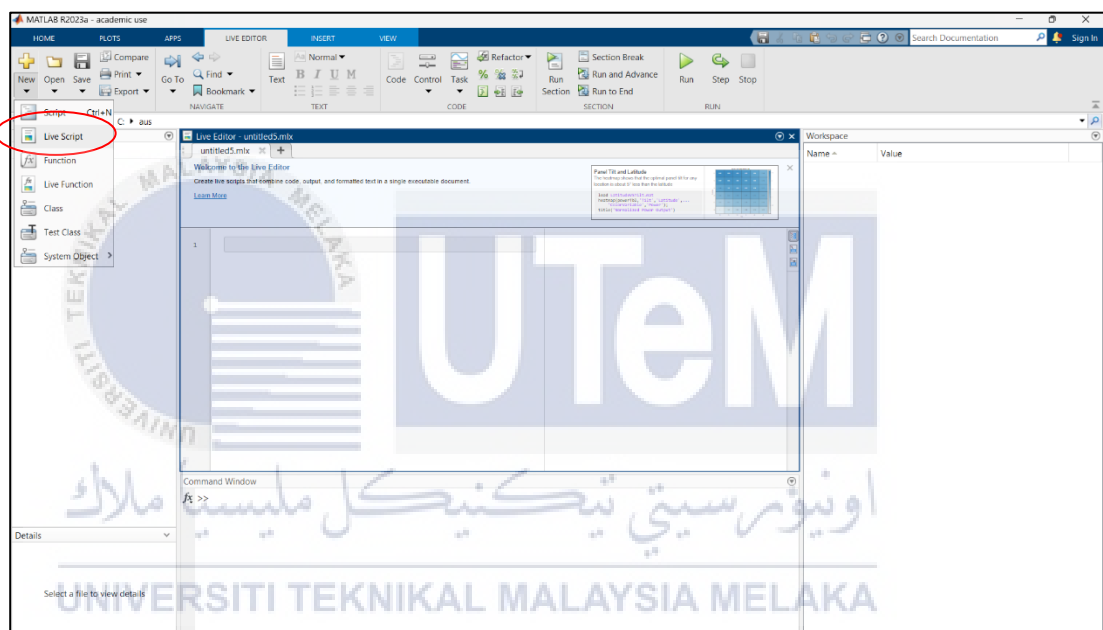 MATLAB R2023a - academic use
HOME PLOTS APPS LIVE EDITOR INSERT VIEW Search Documentation Sign In
New Open Save Compare Print Export
Go To Find Bookmark
Text Normal B I U M
Code Control Task Refactor
Run Section Section Break Run and Advance Run to End
Run Step Stop
NAVIGATE TEXT CODE SECTION RUN
Script Ctrl+N
C: aus
Live Script
Function
Live Function
Class
Test Class
System Object
Live Editor - untitled5.mlx
untitled5.mlx
Welcome to the Live Editor
Create live scripts that combine code, output, and formatted text in a single executable document.
Learn More
Panel Tilt and Latitude
1
Workspace
Name Value
Command Window
fx >>
Details
Select a file to view details
UNIVERSITI TEKNIKAL MALAYSIA MELAKA
UTeM
اونيۏرسيتي تيكنيكل مليسيا ملاك
UNIVERSITI TEKNIKAL MALAYSIA MELAKA